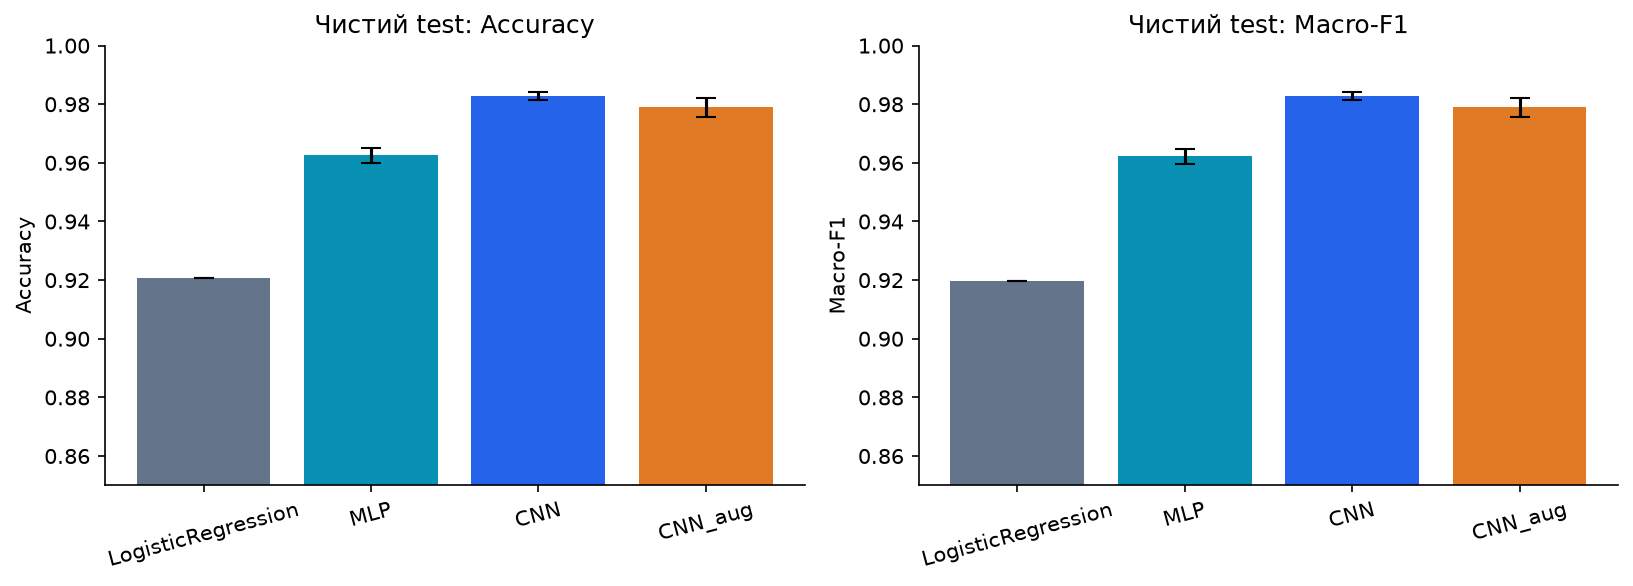 Чистий test: Accuracy
Accuracy
1.00
0.98
0.96
0.94
0.92
0.90
0.88
0.86
LogisticRegression
MLP
CNN
CNN_aug
Чистий test: Macro-F1
Macro-F1
1.00
0.98
0.96
0.94
0.92
0.90
0.88
0.86
LogisticRegression
MLP
CNN
CNN_aug